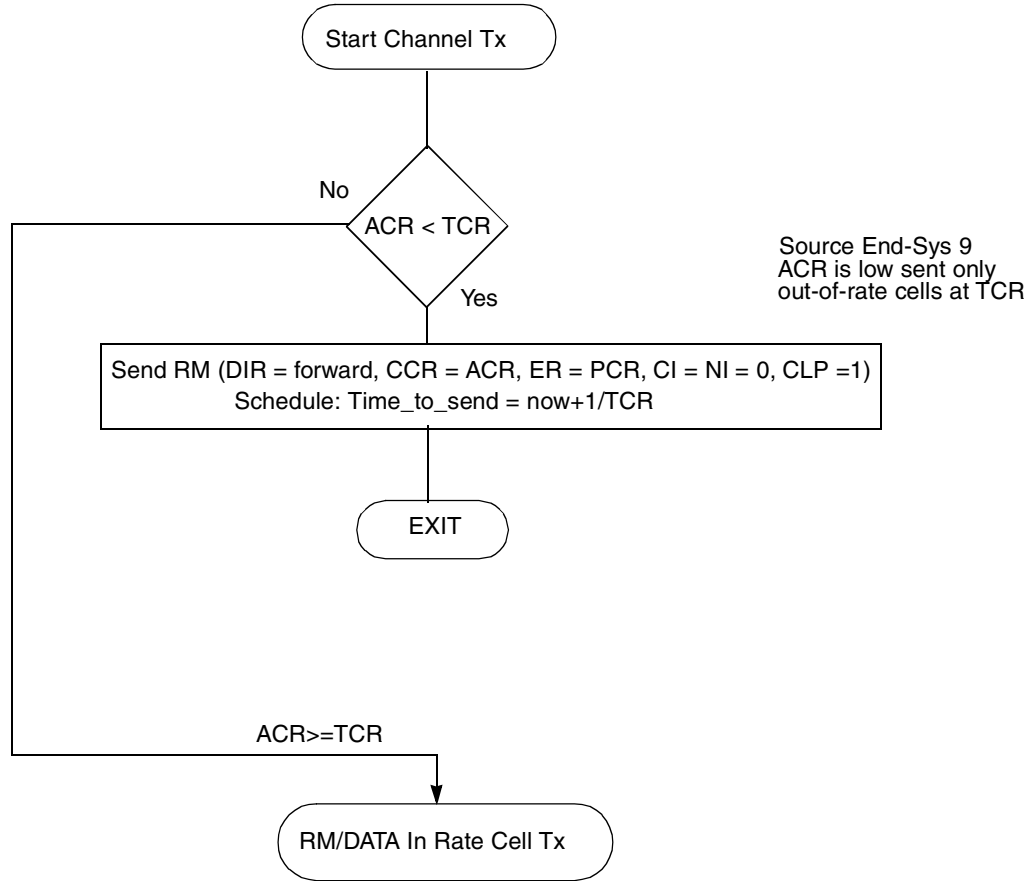 Start Channel Tx
No
ACR < TCR
Source End-Sys 9
ACR is low sent only
out-of-rate cells at TCR
Yes
Send RM (DIR = forward, CCR = ACR, ER = PCR, CI = NI = 0, CLP =1)
Schedule: Time_to_send = now+1/TCR
EXIT
ACR>=TCR
RM/DATA In Rate Cell Tx